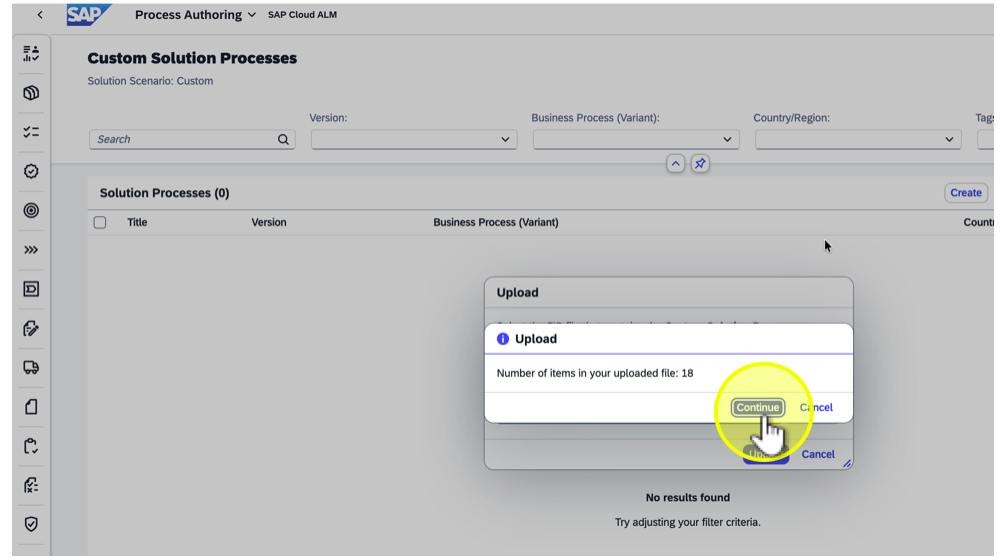 SAP
Process Authoring
SAP Cloud ALM
Custom Solution Processes
Solution Scenario: Custom
Version:
Business Process (Variant):
Country/Region:
Tags
Search
Solution Processes (0)
Create
Title
Version
Business Process (Variant)
Upload
Upload
Number of items in your uploaded file: 18
Continue
Cancel
Cancel
No results found
Try adjusting your filter criteria.